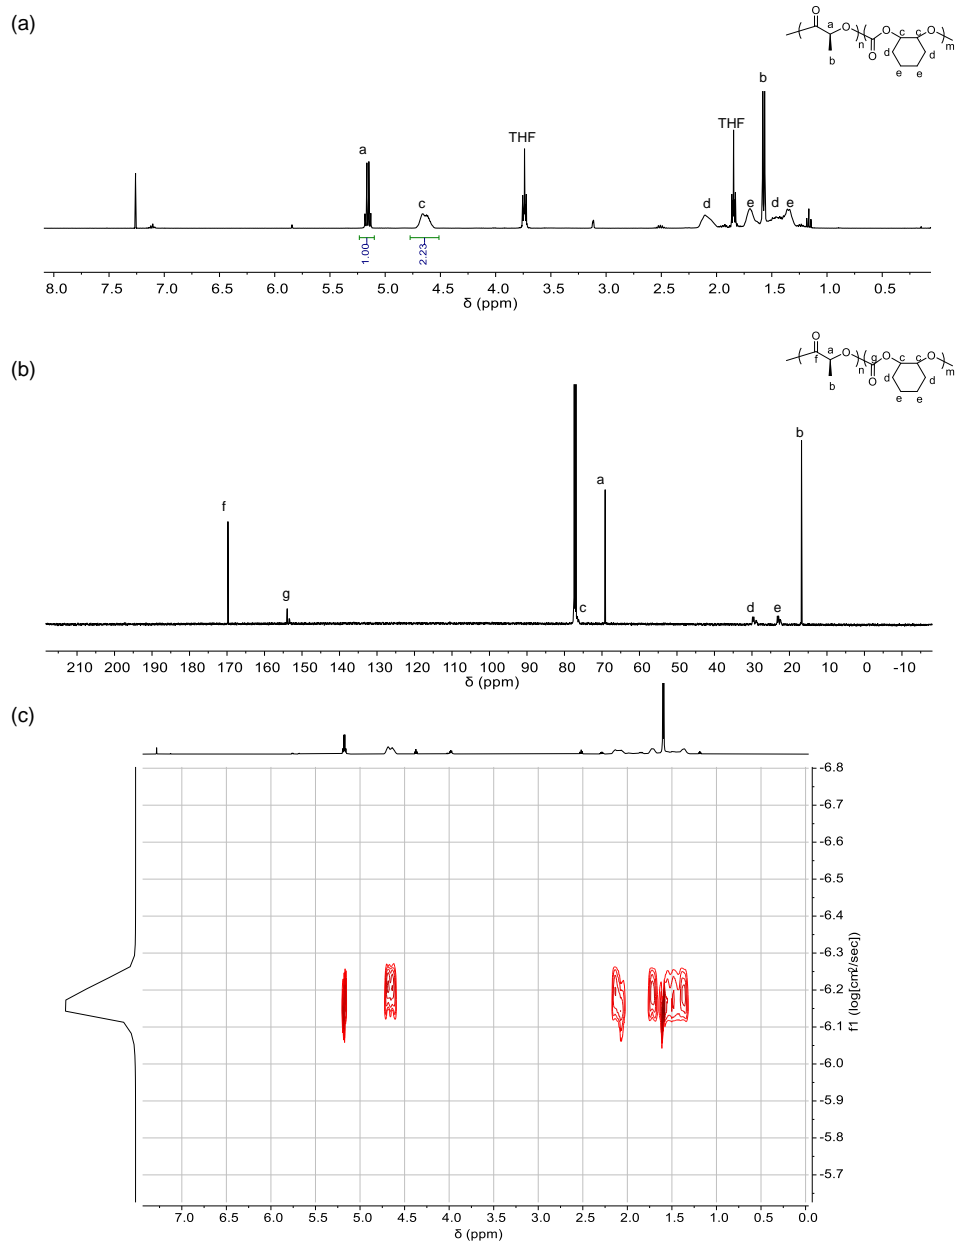 (a)
O
a
O
O
c
c
O
n
m
O
d
d
b
e
e
b
THF
THF
a
c
d
e
d
e
1.00
2.23
8.0 7.5 7.0 6.5 6.0 5.5 5.0 4.5 4.0 3.5 3.0 2.5 2.0 1.5 1.0 0.5
δ (ppm)
(b)
O
a
O
g
O
c
c
O
f
n
m
O
d
d
b
e
e
b
a
f
g
c
d
e
210 200 190 180 170 160 150 140 130 120 110 100 90 80 70 60 50 40 30 20 10 0 -10
δ (ppm)
(c)
-6.8
-6.7
-6.6
-6.5
-6.4
-6.3
-6.2
-6.1
-6.0
-5.9
-5.8
-5.7
f1 (log[cm2/sec])
7.0 6.5 6.0 5.5 5.0 4.5 4.0 3.5 3.0 2.5 2.0 1.5 1.0 0.5 0.0
δ (ppm)